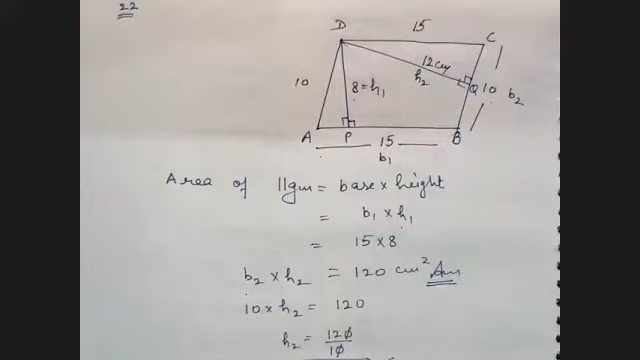 22
D 15 C
10 8=h₁ 12cm h₂ Q 10 b₂
A P 15 B
b₁
Area of ||gm = base × height
= b₁ × h₁
= 15 × 8
b₂ × h₂ = 120 cm² Ans
10 × h₂ = 120
h₂ = 120/10